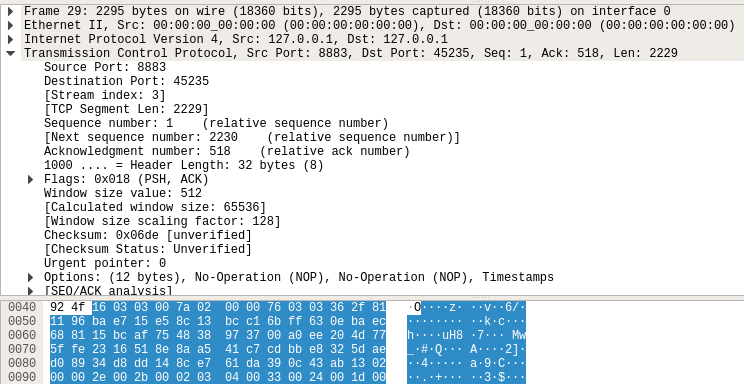 Frame 29: 2295 bytes on wire (18360 bits), 2295 bytes captured (18360 bits) on interface 0
Ethernet II, Src: 00:00:00_00:00:00 (00:00:00:00:00:00), Dst: 00:00:00_00:00:00 (00:00:00:00:00:00)
Internet Protocol Version 4, Src: 127.0.0.1, Dst: 127.0.0.1
Transmission Control Protocol, Src Port: 8883, Dst Port: 45235, Seq: 1, Ack: 518, Len: 2229
Source Port: 8883
Destination Port: 45235
[Stream index: 3]
[TCP Segment Len: 2229]
Sequence number: 1    (relative sequence number)
[Next sequence number: 2230    (relative sequence number)]
Acknowledgment number: 518    (relative ack number)
1000 .... = Header Length: 32 bytes (8)
Flags: 0x018 (PSH, ACK)
Window size value: 512
[Calculated window size: 65536]
[Window size scaling factor: 128]
Checksum: 0x06de [unverified]
[Checksum Status: Unverified]
Urgent pointer: 0
Options: (12 bytes), No-Operation (NOP), No-Operation (NOP), Timestamps
[SEQ/ACK analysis]
0040  92 4f 16 03 03 00 7a 02  00 00 76 03 03 36 2f 81   ·O····z· ··v··6/·
0050  11 96 ba e7 15 e5 8c 13  bc c1 6b ff 63 0e ba ec   ········ ··k·c···
0060  68 81 15 bc af 75 48 38  97 37 00 a0 ee 20 4d 77   h····uH8 ·7··· Mw
0070  5f fe 23 16 51 8e 8a a5  41 c7 cd bb e8 32 5d ae   _·#·Q··· A····2]·
0080  d0 89 34 d8 dd 14 8c e7  61 da 39 0c 43 ab 13 02   ··4····· a·9·C···
0090  00 00 2e 00 2b 00 02 03  04 00 33 00 24 00 1d 00   ··.·+··· ··3·$···